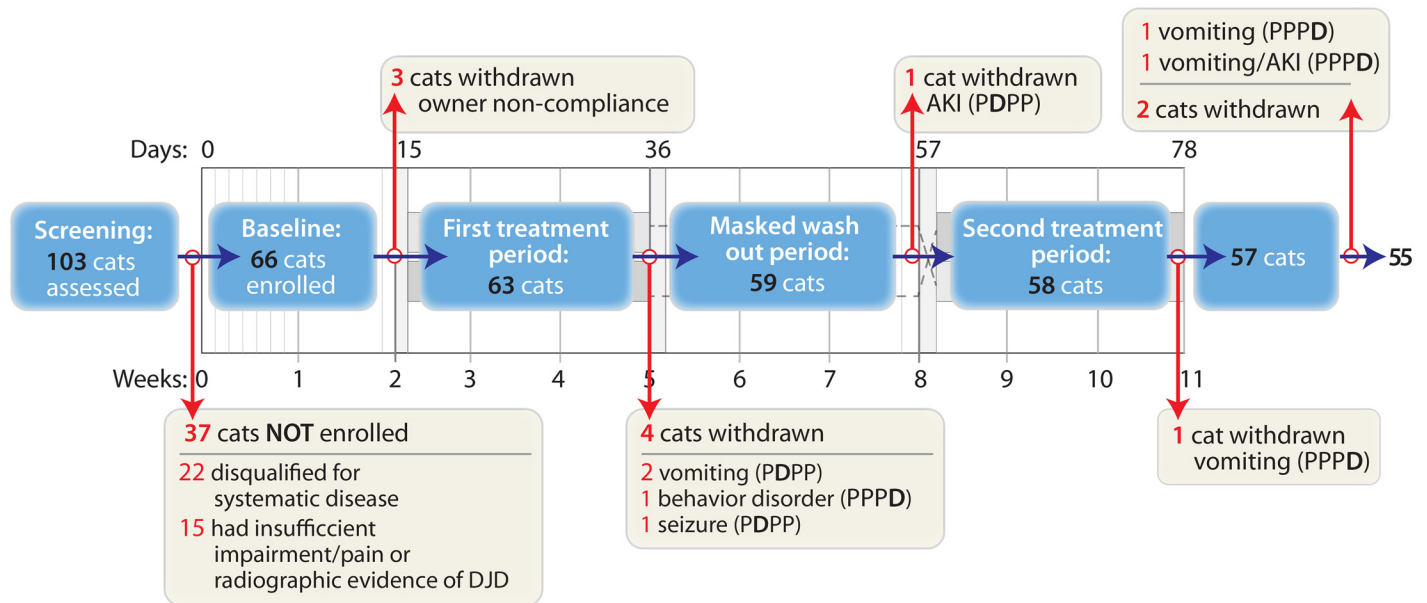 1 vomiting (PPPD)
1 vomiting/AKI (PPPD)
2 cats withdrawn
3 cats withdrawn
owner non-compliance
1 cat withdrawn
AKI (PDPP)
Days: 0 15 36 57 78
Screening:
103 cats
assessed
Baseline:
66 cats
enrolled
First treatment
period:
63 cats
Masked wash
out period:
59 cats
Second treatment
period:
58 cats
57 cats
55
Weeks: 0 1 2 3 4 5 6 7 8 9 10 11
37 cats NOT enrolled
22 disqualified for
systematic disease
15 had insufficcient
impairment/pain or
radiographic evidence of DJD
4 cats withdrawn
2 vomiting (PDPP)
1 behavior disorder (PPPD)
1 seizure (PDPP)
1 cat withdrawn
vomiting (PPPD)